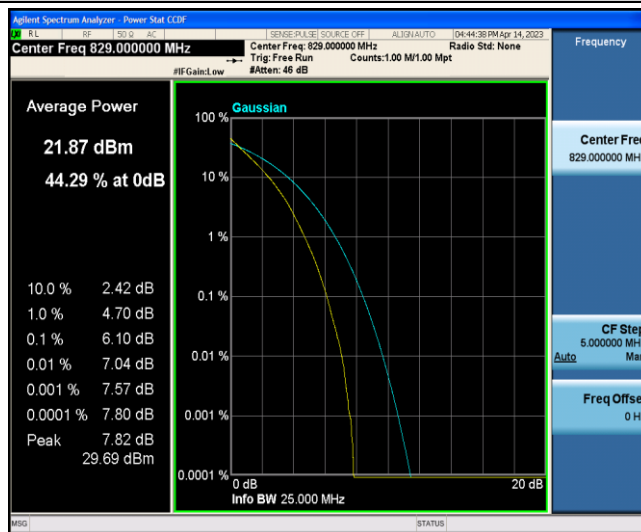 Agilent Spectrum Analyzer - Power Stat CCDF
RL RF 50 Ω AC SENSE:PULSE SOURCE OFF ALIGN AUTO 04:44:38 PM Apr 14, 2023
Center Freq 829.000000 MHz
Center Freq: 829.000000 MHz Radio Std: None
Trig: Free Run Counts:1.00 M/1.00 Mpt
#IFGain:Low #Atten: 46 dB
Frequency
Average Power
21.87 dBm
44.29 % at 0dB
10.0 % 2.42 dB
1.0 % 4.70 dB
0.1 % 6.10 dB
0.01 % 7.04 dB
0.001 % 7.57 dB
0.0001 % 7.80 dB
Peak 7.82 dB
29.69 dBm
Gaussian
100 %
10 %
1 %
0.1 %
0.01 %
0.001 %
0.0001 %
0 dB 20 dB
Info BW 25.000 MHz
Center Fre
829.000000 MH
CF Step
5.000000 MH
Auto Ma
Freq Offse
0 H
MSG STATUS